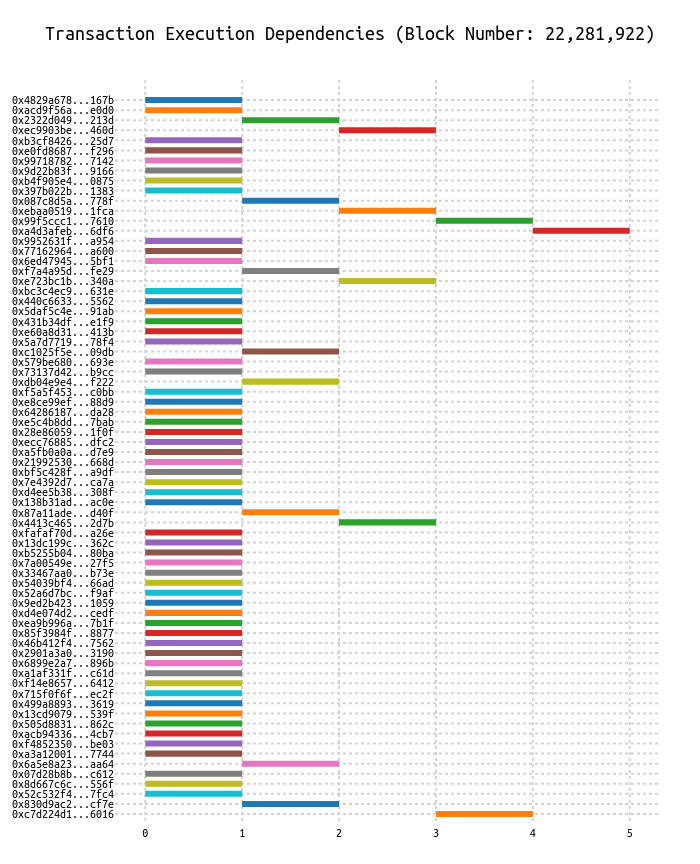 Transaction Execution Dependencies (Block Number: 22,281,922)
0x4829a678...167b
0xacd9f56a...e0d0
0x2322d049...213d
0xec9903be...460d
0xb3cf8426...25d7
0xe0fd8687...f296
0x99718782...7142
0x9d22b83f...9166
0xb4f905e4...0875
0x397b022b...1383
0x087c8d5a...778f
0xebaa0519...1fca
0x99f5ccc1...7610
0xa4d3afeb...6df6
0x9952631f...a954
0x77162964...a600
0x6ed47945...5bf1
0xf7a4a95d...fe29
0xe723bc1b...340a
0xbc3c4ec9...631e
0x440c6633...5562
0x5daf5c4e...91ab
0x431b34df...e1f9
0xe60a8d31...413b
0x5a7d7719...78f4
0xc1025f5e...09db
0x579be680...693e
0x73137d42...b9cc
0xdb04e9e4...f222
0xf5a5f453...c0bb
0xe8ce99ef...88d9
0x64286187...da28
0xe5c4b8dd...7bab
0x28e86059...1f0f
0xecc76885...dfc2
0xa5fb0a0a...d7e9
0x21992530...668d
0xbf5c428f...a9df
0x7e4392d7...ca7a
0xd4ee5b38...308f
0x138b31ad...ac0e
0x87a11ade...d40f
0x4413c465...2d7b
0xfafaf70d...a26e
0x13dc199c...362c
0xb5255b04...80ba
0x7a00549e...27f5
0x33467aa0...b73e
0x54039bf4...66ad
0x52a6d7bc...f9af
0x9ed2b423...1059
0xd4e074d2...cedf
0xea9b996a...7b1f
0x85f3984f...8877
0x46b412f4...7562
0x2901a3a0...3190
0x6899e2a7...896b
0xa1af331f...c61d
0xf14e8657...6412
0x715f0f6f...ec2f
0x499a8893...3619
0x13cd9079...539f
0x505d8831...862c
0xacb94336...4cb7
0xf4852350...be03
0xa3a12001...7744
0x6a5e8a23...aa64
0x07d28b8b...c612
0x8d667c6c...556f
0x52c532f4...7fc4
0x830d9ac2...cf7e
0xc7d224d1...6016
0 1 2 3 4 5